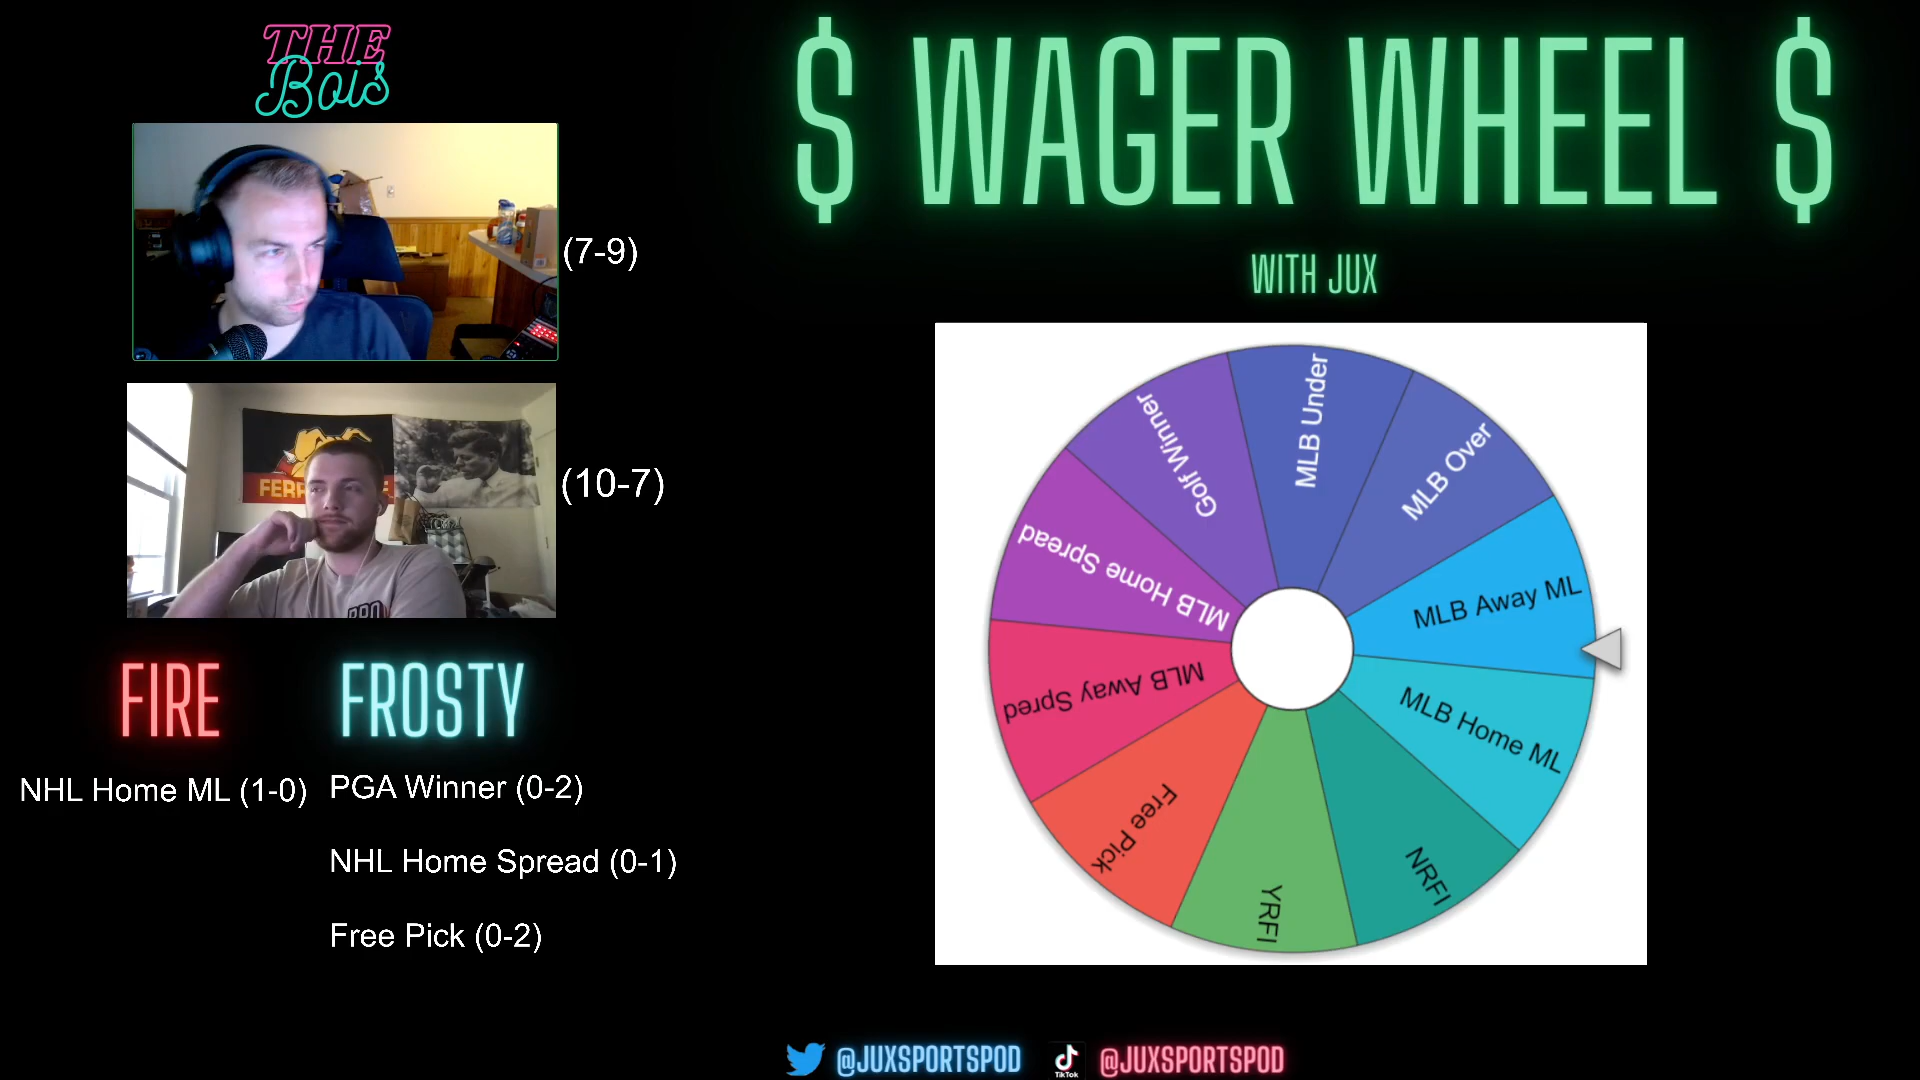 THE
Bois
$ WAGER WHEEL $
WITH JUX
(7-9)
(10-7)
FIRE
FROSTY
NHL Home ML (1-0)
PGA Winner (0-2)
NHL Home Spread (0-1)
Free Pick (0-2)
MLB Under
MLB Over
MLB Away ML
MLB Home ML
NRFI
YRFI
Free Pick
MLB Away Spred
MLB Home Spread
Golf Winner
@JUXSPORTSPOD
TikTok
@JUXSPORTSPOD